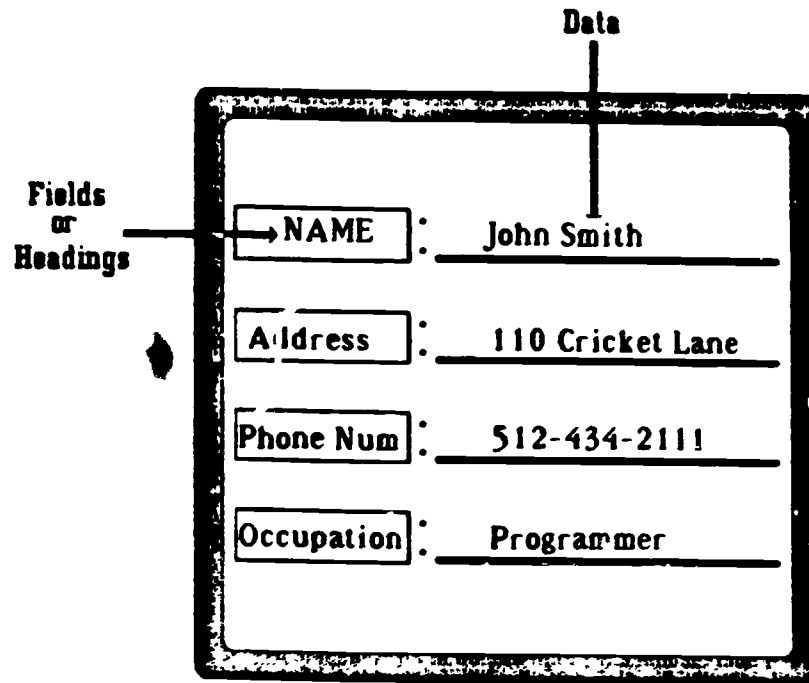 Data
Fields
or
Headings
NAME : John Smith
Address : 110 Cricket Lane
Phone Num : 512-434-2111
Occupation : Programmer